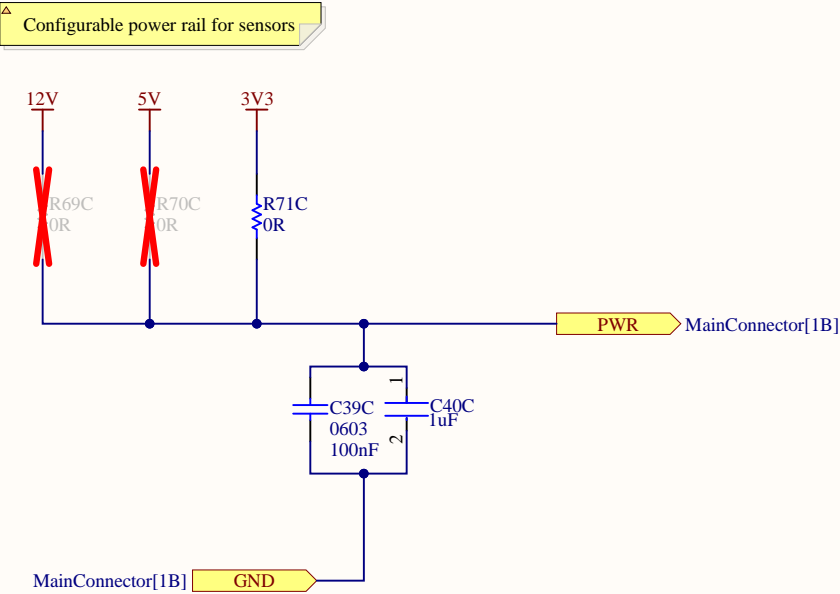 Configurable power rail for sensors
12V 5V 3V3
R69C R70C R71C
0R 0R 0R
PWR MainConnector[1B]
1
C39C C40C
0603 1uF
100nF 2
MainConnector[1B] GND